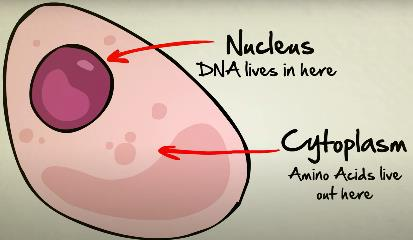 Nucleus
DNA lives in here
Cytoplasm
Amino Acids live
out here